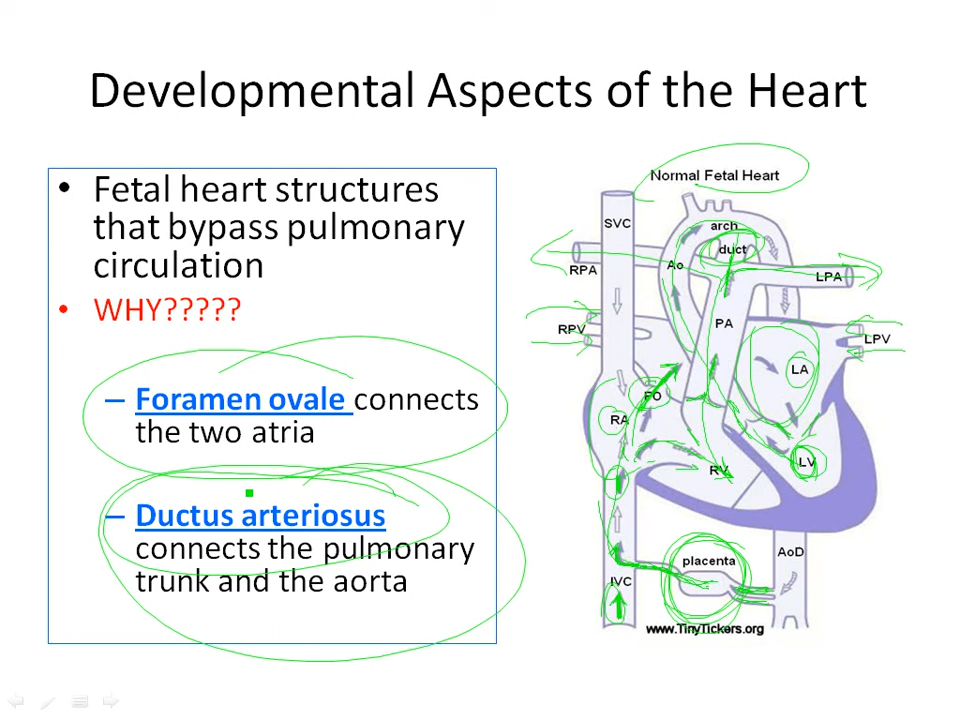 Developmental Aspects of the Heart
• Fetal heart structures
that bypass pulmonary
circulation
• WHY?????
– Foramen ovale connects
the two atria
– Ductus arteriosus
connects the pulmonary
trunk and the aorta
Normal Fetal Heart
SVC
arch
duct
Ao
RPA
LPA
PA
RPV
LPV
LA
FO
RA
LV
RV
AoD
placenta
IVC
www.TinyTickers.org